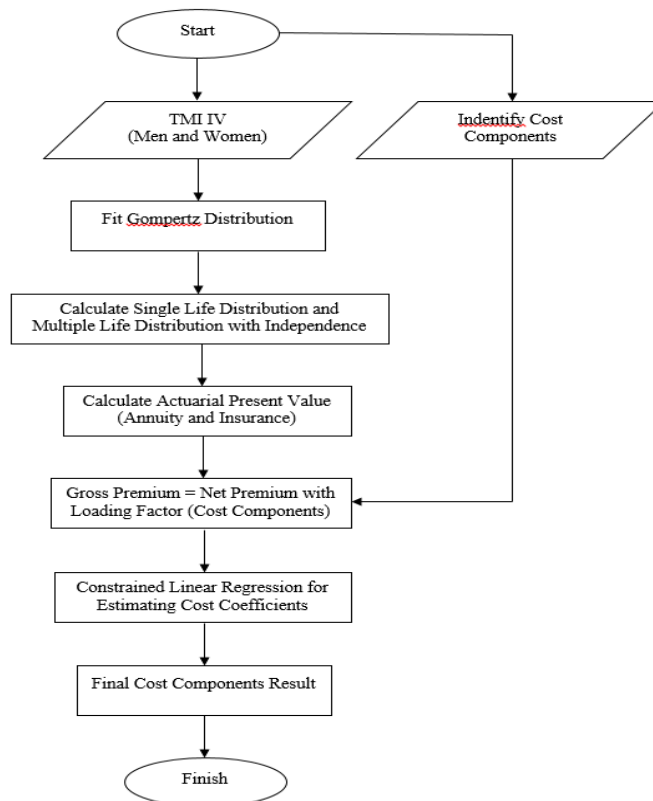 Start
TMI IV
(Men and Women)
Indentify Cost
Components
Fit Gompertz Distribution
Calculate Single Life Distribution and
Multiple Life Distribution with Independence
Calculate Actuarial Present Value
(Annuity and Insurance)
Gross Premium = Net Premium with
Loading Factor (Cost Components)
Constrained Linear Regression for
Estimating Cost Coefficients
Final Cost Components Result
Finish